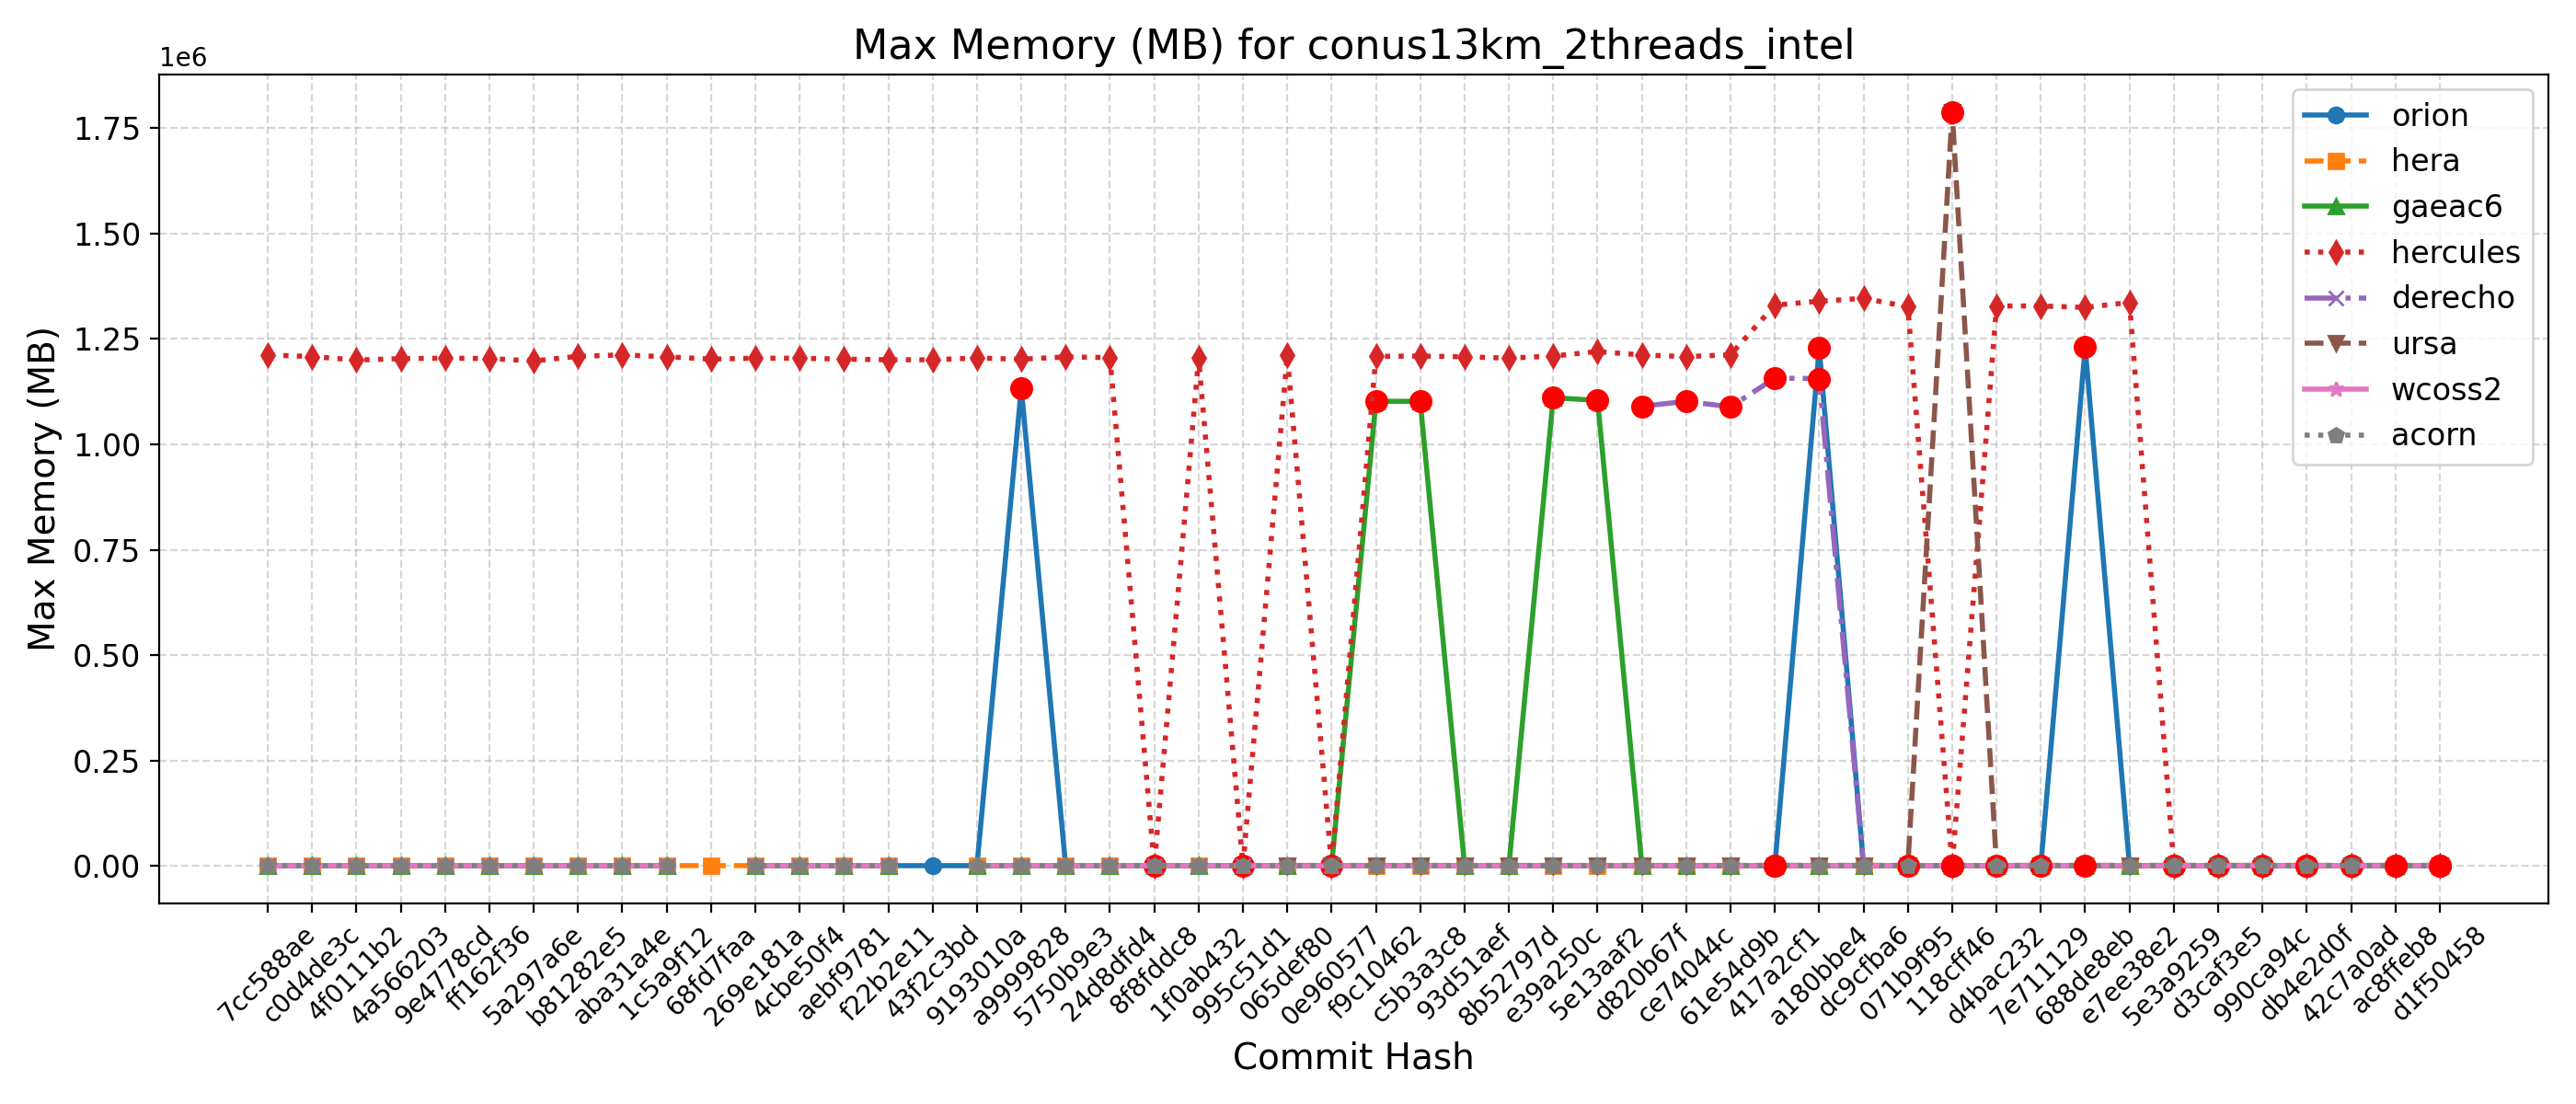 Max Memory (MB) for conus13km_2threads_intel
1e6
1.75
1.50
1.25
1.00
0.75
0.50
0.25
0.00
Max Memory (MB)
orion
hera
gaeac6
hercules
derecho
ursa
wcoss2
acorn
7cc588ae
c0d4de3c
4f0111b2
4a566203
9e4778cd
ff162f36
5a297a6e
b81282e5
aba31a4e
1c5a9f12
68fd7faa
269e181a
4cbe50f4
aebf9781
f22b2e11
43f2c3bd
9193010a
a9999828
5750b9e3
24d8dfd4
8f8fddc8
1f0ab432
995c51d1
065def80
0e960577
f9c10462
c5b3a3c8
93d51aef
8b52797d
e39a250c
5e13aaf2
d820b67f
ce74044c
61e54d9b
417a2cf1
a180bbe4
dc9cfba6
071b9f95
118cff46
d4bac232
7e711129
688de8eb
e7ee38e2
5e3a9259
d3caf3e5
990ca94c
db4e2d0f
42c7a0ad
ac8ffeb8
d1f50458
Commit Hash